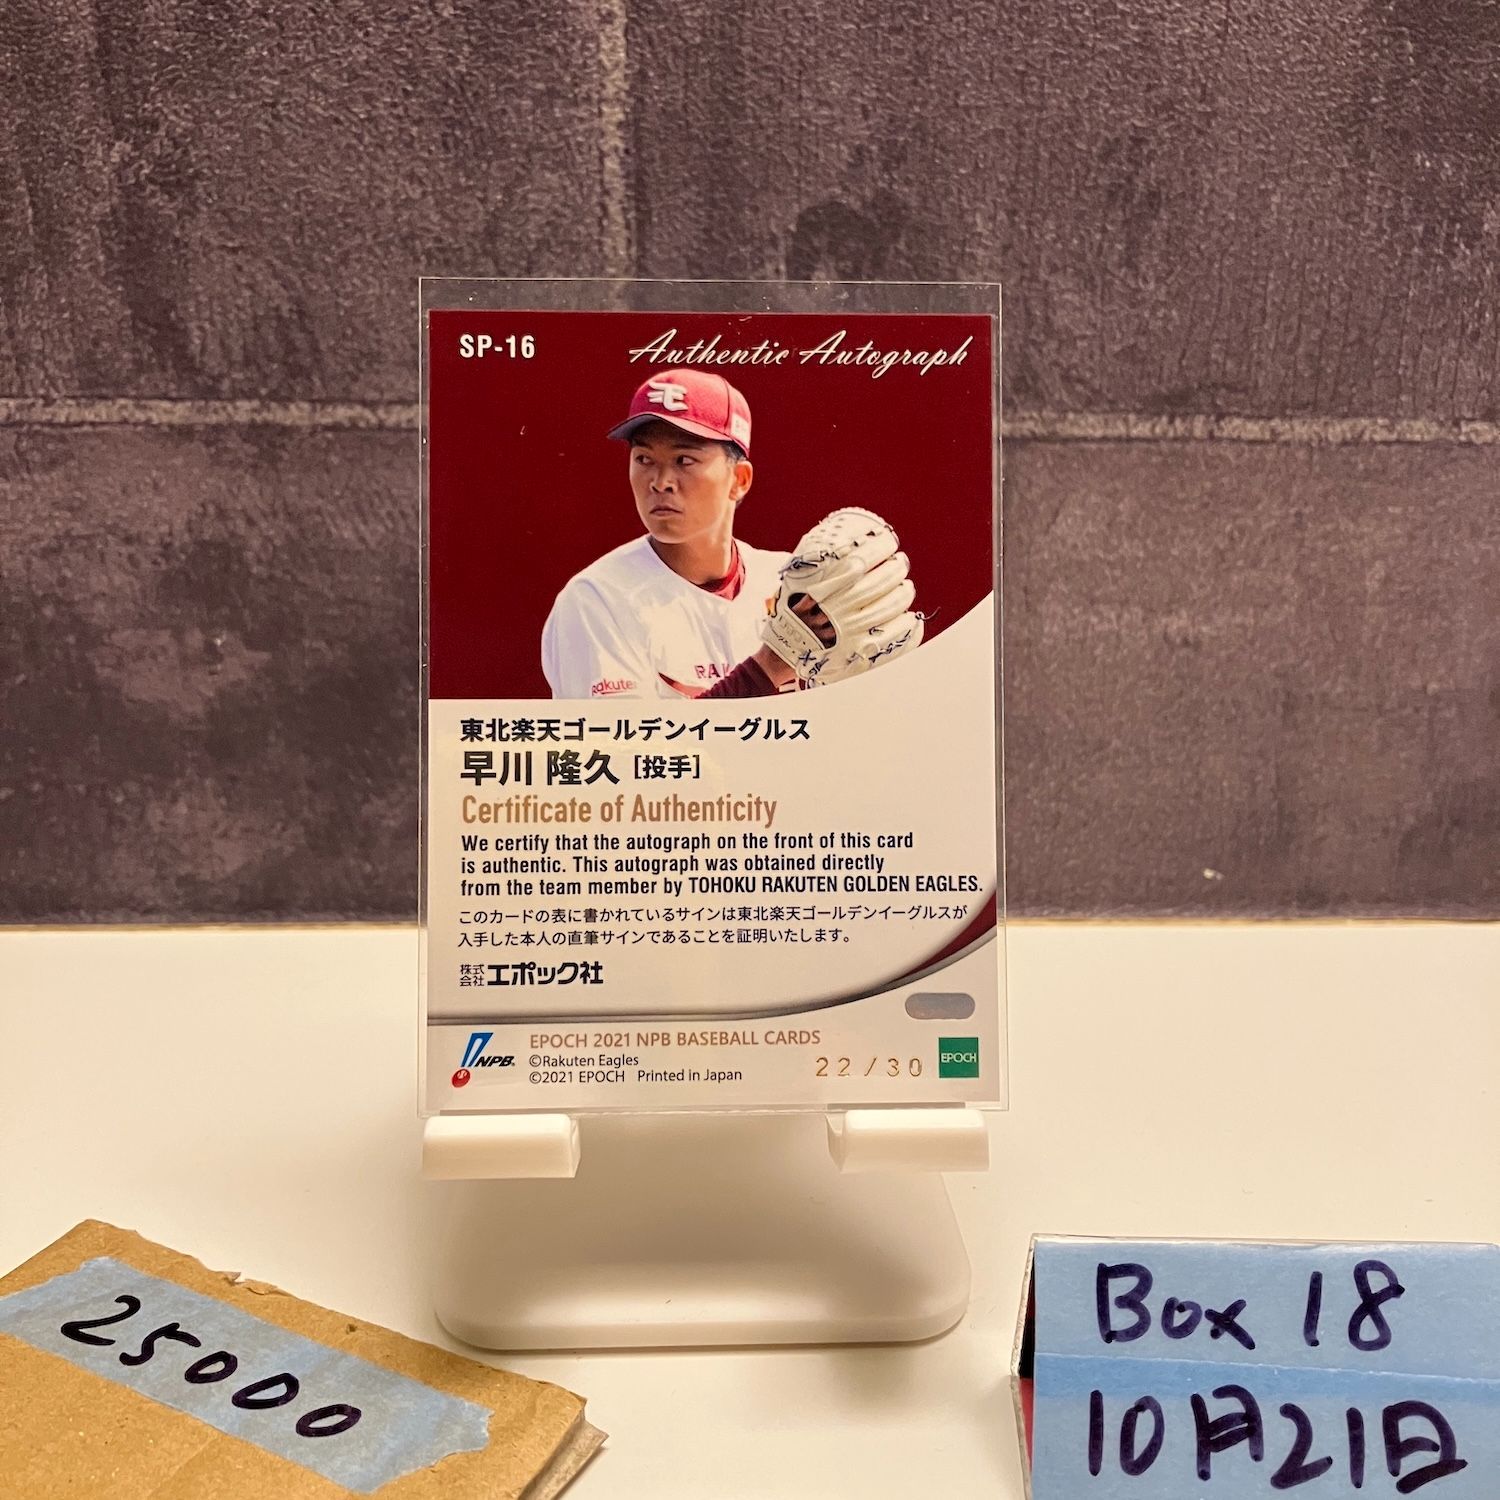 SP-16
Authentic Autograph
Rakuten
RAK
東北楽天ゴールデンイーグルス
早川 隆久 [投手]
Certificate of Authenticity
We certify that the autograph on the front of this card
is authentic. This autograph was obtained directly
from the team member by TOHOKU RAKUTEN GOLDEN EAGLES.
このカードの表に書かれているサインは東北楽天ゴールデンイーグルスが
入手した本人の直筆サインであることを証明いたします。
株式会社エポック社
NPB
EPOCH 2021 NPB BASEBALL CARDS
©Rakuten Eagles
©2021 EPOCH Printed in Japan
22/30
EPOCH
25000
Box 18
10月21日